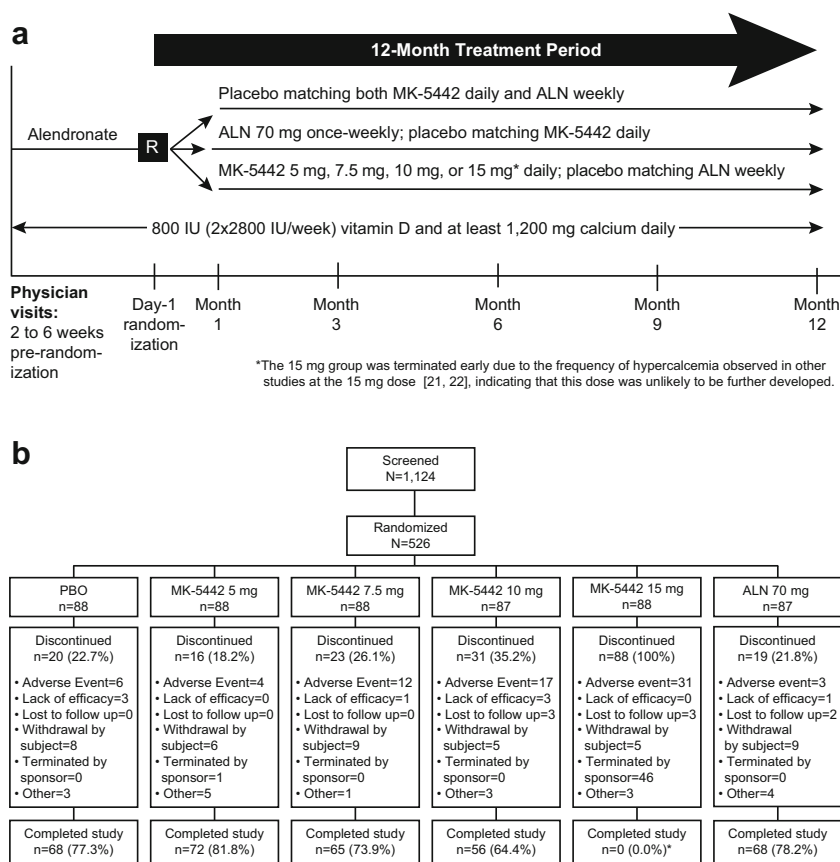 a
12-Month Treatment Period
Placebo matching both MK-5442 daily and ALN weekly
Alendronate
R
ALN 70 mg once-weekly; placebo matching MK-5442 daily
MK-5442 5 mg, 7.5 mg, 10 mg, or 15 mg* daily; placebo matching ALN weekly
800 IU (2x2800 IU/week) vitamin D and at least 1,200 mg calcium daily
Physician
visits:
2 to 6 weeks
pre-random-
ization
Day-1
random-
ization
Month
1
Month
3
Month
6
Month
9
Month
12
*The 15 mg group was terminated early due to the frequency of hypercalcemia observed in other
studies at the 15 mg dose [21, 22], indicating that this dose was unlikely to be further developed.
b
Screened
N=1,124
Randomized
N=526
PBO
n=88
Discontinued
n=20 (22.7%)
• Adverse Event=6
• Lack of efficacy=3
• Lost to follow up=0
• Withdrawal by
subject=8
• Terminated by
sponsor=0
• Other=3
Completed study
n=68 (77.3%)
MK-5442 5 mg
n=88
Discontinued
n=16 (18.2%)
• Adverse Event=4
• Lack of efficacy=0
• Lost to follow up=0
• Withdrawal by
subject=6
• Terminated by
sponsor=1
• Other=5
Completed study
n=72 (81.8%)
MK-5442 7.5 mg
n=88
Discontinued
n=23 (26.1%)
• Adverse Event=12
• Lack of efficacy=1
• Lost to follow up=0
• Withdrawal by
subject=9
• Terminated by
sponsor=0
• Other=1
Completed study
n=65 (73.9%)
MK-5442 10 mg
n=87
Discontinued
n=31 (35.2%)
• Adverse Event=17
• Lack of efficacy=3
• Lost to follow up=3
• Withdrawal by
subject=5
• Terminated by
sponsor=0
• Other=3
Completed study
n=56 (64.4%)
MK-5442 15 mg
n=88
Discontinued
n=88 (100%)
• Adverse event=31
• Lack of efficacy=0
• Lost to follow up=3
• Withdrawal by
subject=5
• Terminated by
sponsor=46
• Other=3
Completed study
n=0 (0.0%)*
ALN 70 mg
n=87
Discontinued
n=19 (21.8%)
• Adverse event=3
• Lack of efficacy=1
• Lost to follow up=2
• Withdrawal
by subject=9
• Terminated by
sponsor=0
• Other=4
Completed study
n=68 (78.2%)